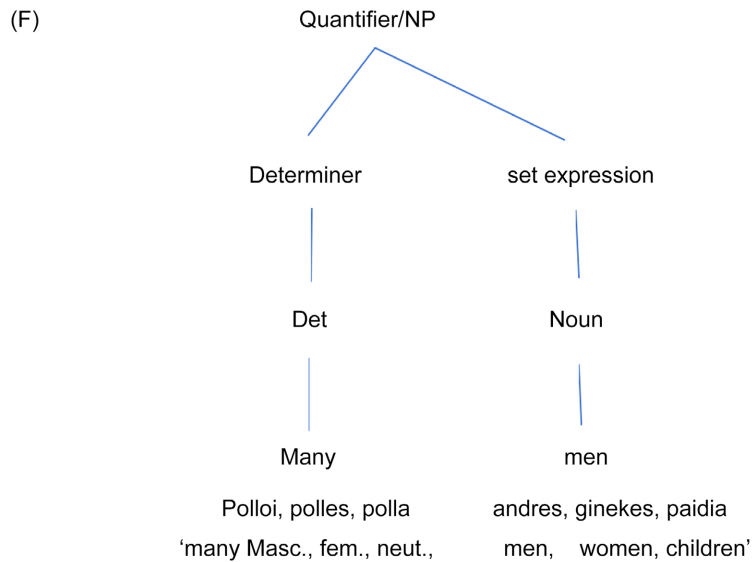 (F) Quantifier/NP
Determiner set expression
Det Noun
Many men
Polloi, polles, polla andres, ginekes, paidia
‘many Masc., fem., neut., men, women, children’